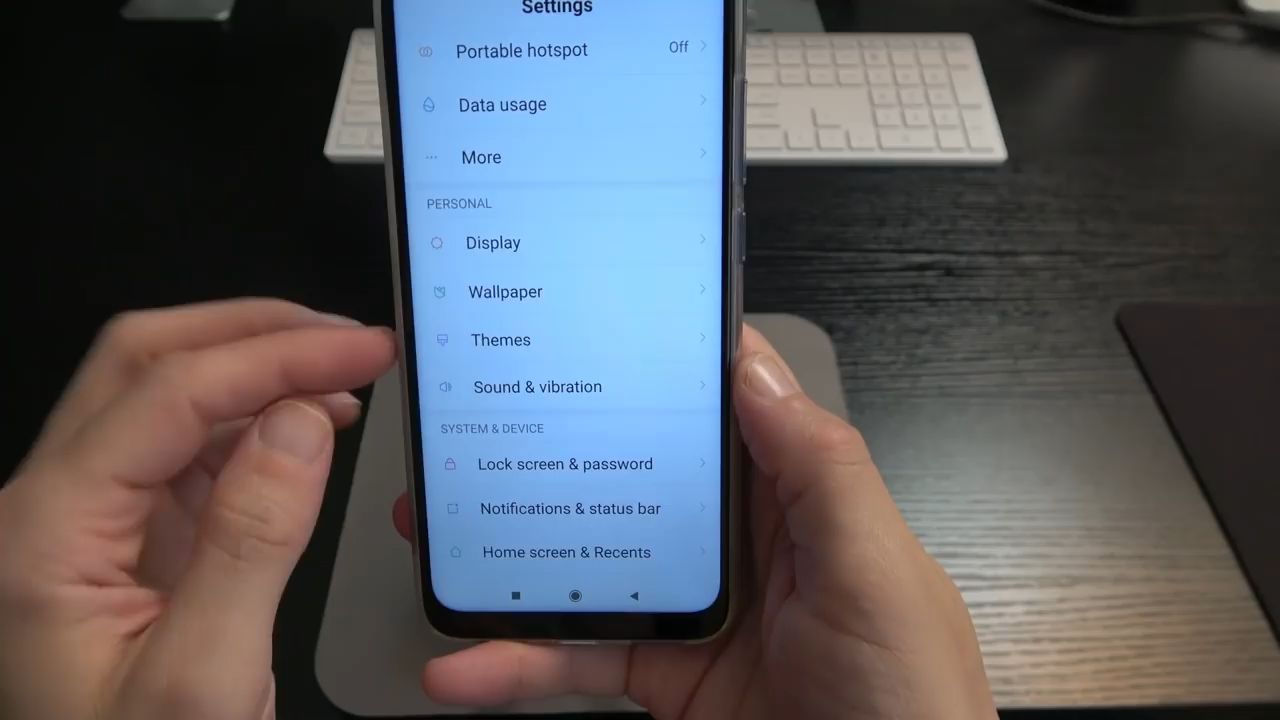 Settings
Portable hotspot Off
Data usage
More
PERSONAL
Display
Wallpaper
Themes
Sound & vibration
SYSTEM & DEVICE
Lock screen & password
Notifications & status bar
Home screen & Recents